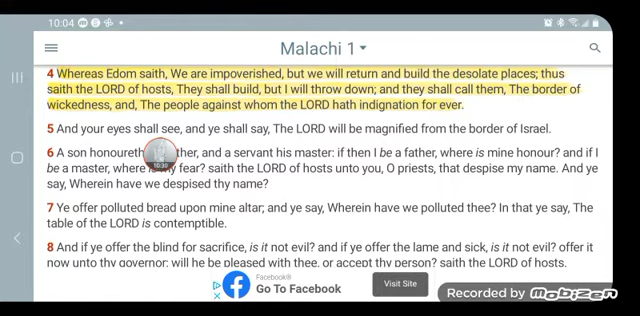 10:04
Malachi 1
4 Whereas Edom saith, We are impoverished, but we will return and build the desolate places; thus
saith the LORD of hosts, They shall build, but I will throw down; and they shall call them, The border of
wickedness, and, The people against whom the LORD hath indignation for ever.
5 And your eyes shall see, and ye shall say, The LORD will be magnified from the border of Israel.
6 A son honoureth ther, and a servant his master: if then I be a father, where is mine honour? and if I
be a master, where is my fear? saith the LORD of hosts unto you, O priests, that despise my name. And ye
10:30
say, Wherein have we despised thy name?
7 Ye offer polluted bread upon mine altar; and ye say, Wherein have we polluted thee? In that ye say, The
table of the LORD is contemptible.
8 And if ye offer the blind for sacrifice, is it not evil? and if ye offer the lame and sick, is it not evil? offer it
now unto thy governor; will he be pleased with thee, or accept thy person? saith the LORD of hosts.
Facebook®
Go To Facebook
Visit Site
Recorded by Mobizen